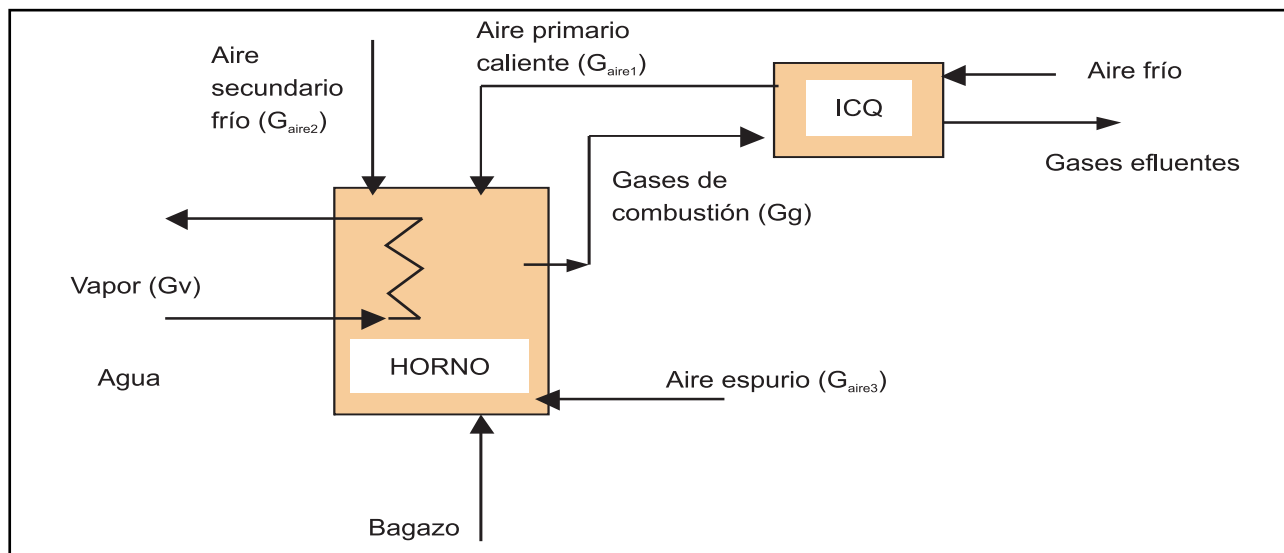 Aire
secundario
frío (Gaire2)
Aire primario
caliente (Gaire1)
ICQ
Aire frío
Gases efluentes
Gases de
combustión (Gg)
Vapor (Gv)
HORNO
Agua
Aire espurio (Gaire3)
Bagazo